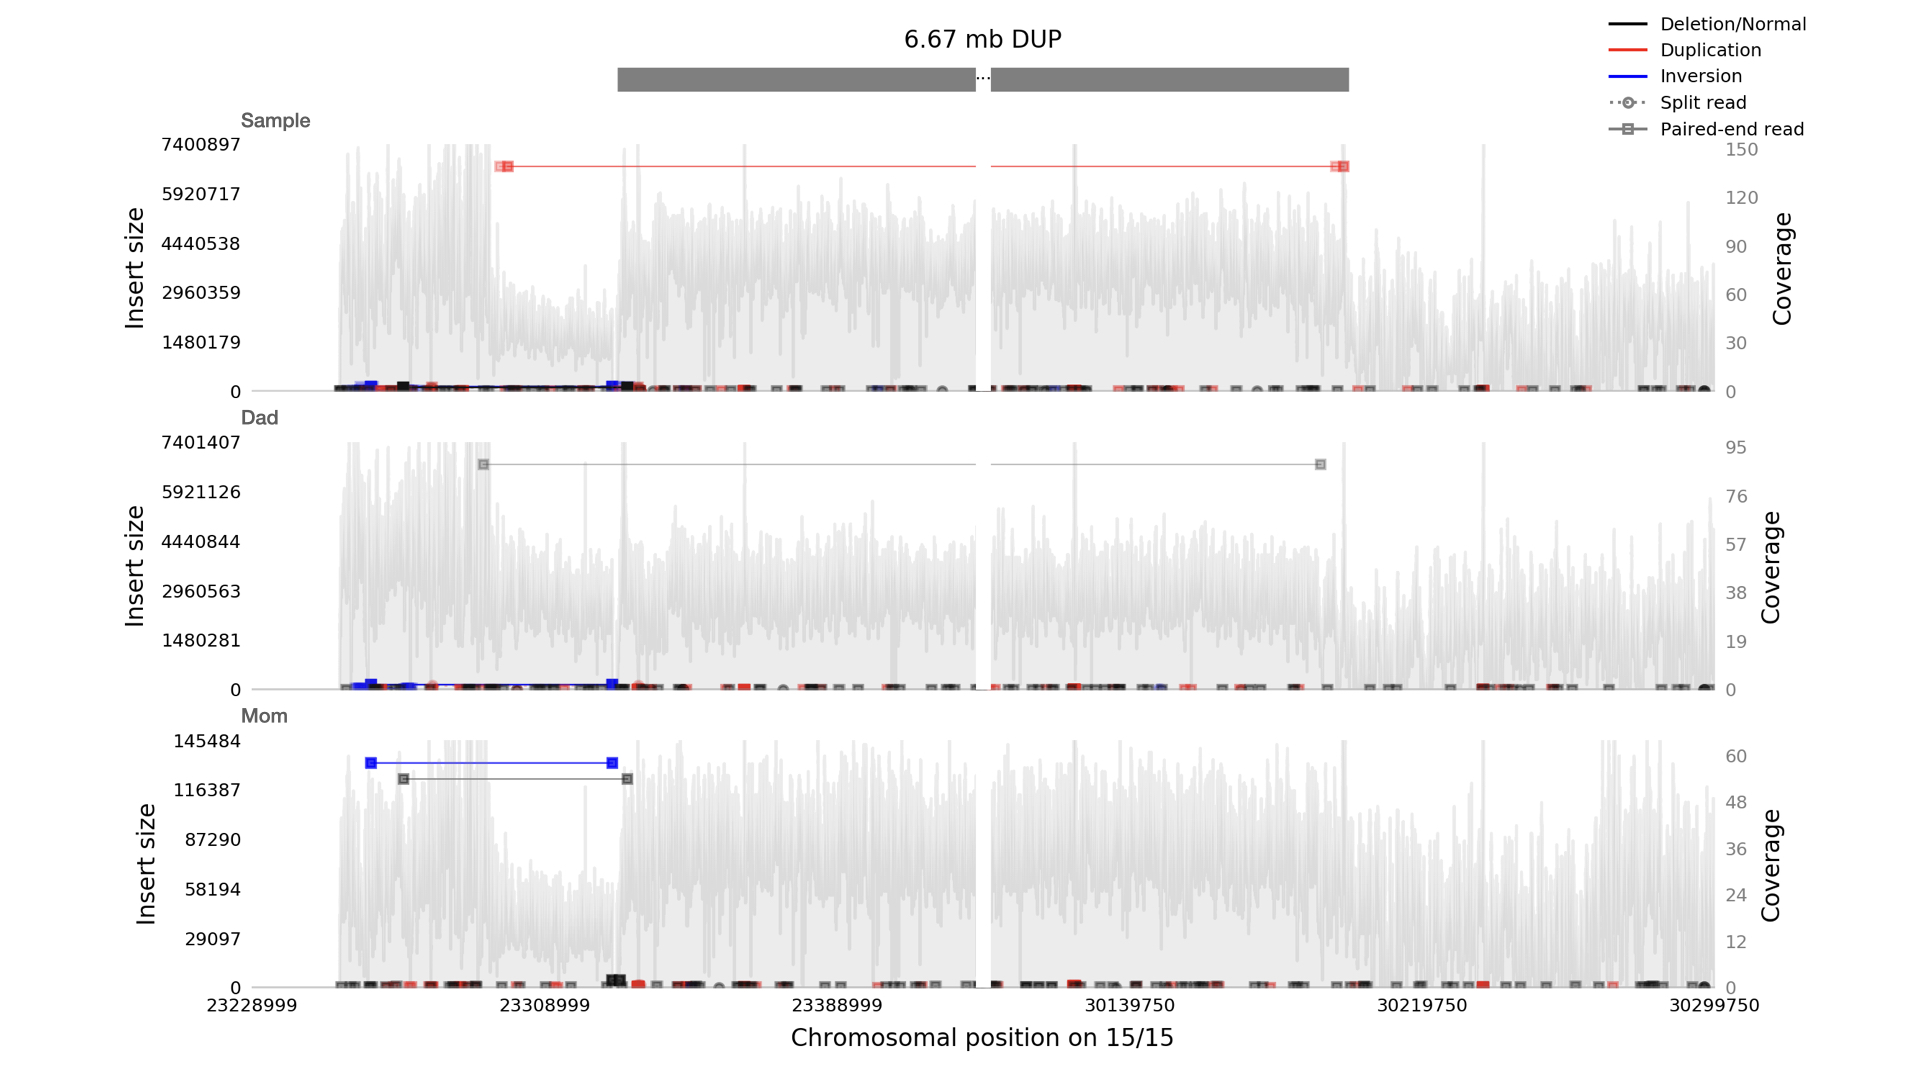 6.67 mb DUP
...
Deletion/Normal
Duplication
Inversion
Split read
Paired-end read
Sample
7400897
5920717
4440538
2960359
1480179
0
Insert size
150
120
90
60
30
0
Coverage
Dad
7401407
5921126
4440844
2960563
1480281
0
Insert size
95
76
57
38
19
0
Coverage
Mom
145484
116387
87290
58194
29097
0
Insert size
60
48
36
24
12
0
Coverage
23228999 23308999 23388999 30139750 30219750 30299750
Chromosomal position on 15/15